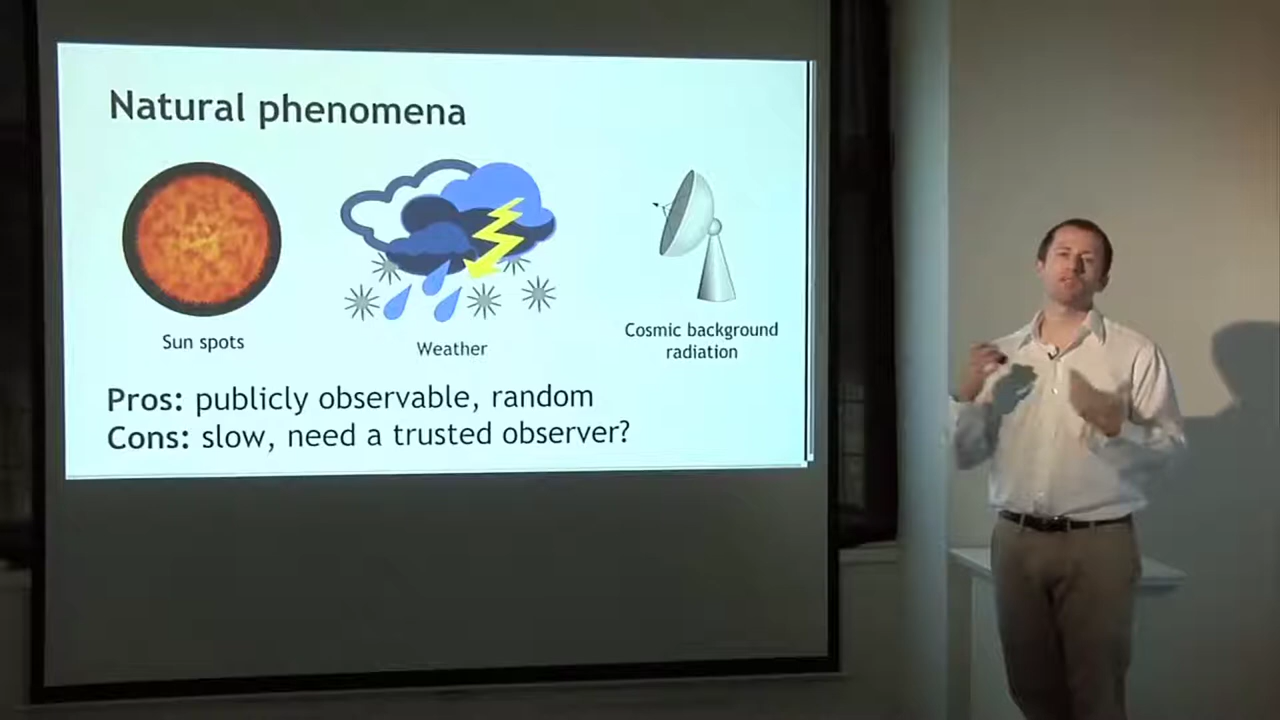 Natural phenomena
Sun spots
Weather
Cosmic background
radiation
Pros: publicly observable, random
Cons: slow, need a trusted observer?